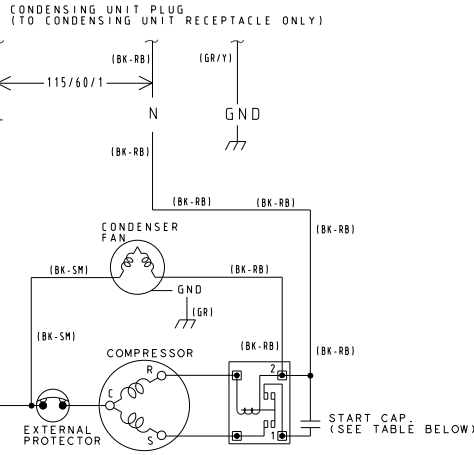 CONDENSING UNIT PLUG
(TO CONDENSING UNIT RECEPTACLE ONLY)
(BK-RB)
(GR/Y)
115/60/1
N
GND
(BK-RB)
(BK-RB)
(BK-RB)
(BK-RB)
CONDENSER
FAN
(BK-SM)
(BK-RB)
GND
(GR)
(BK-SM)
(BK-RB)
(BK-RB)
COMPRESSOR
R
2
C
S
1
START CAP.
(SEE TABLE BELOW)
EXTERNAL
PROTECTOR